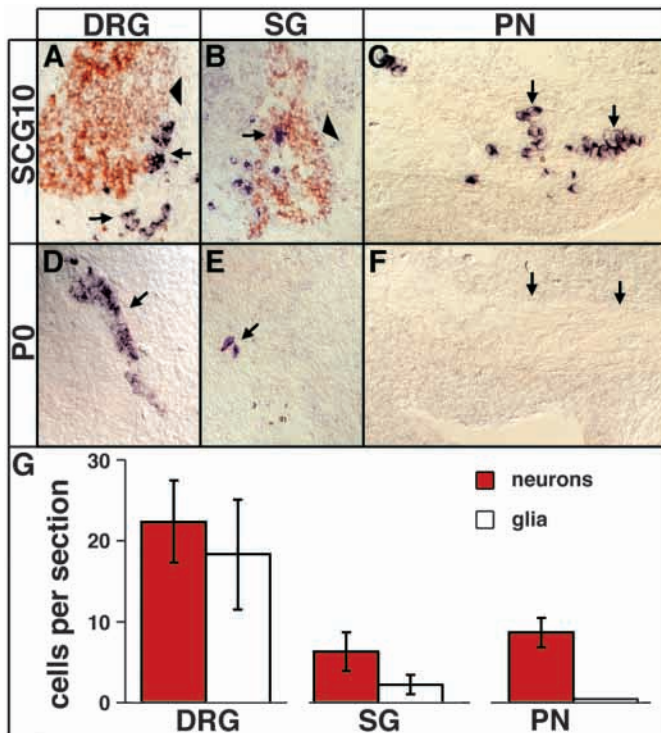 DRG SG PN
SCG10
A B C
P0
D E F
G
30
20
10
0
cells per section
neurons
glia
DRG SG PN